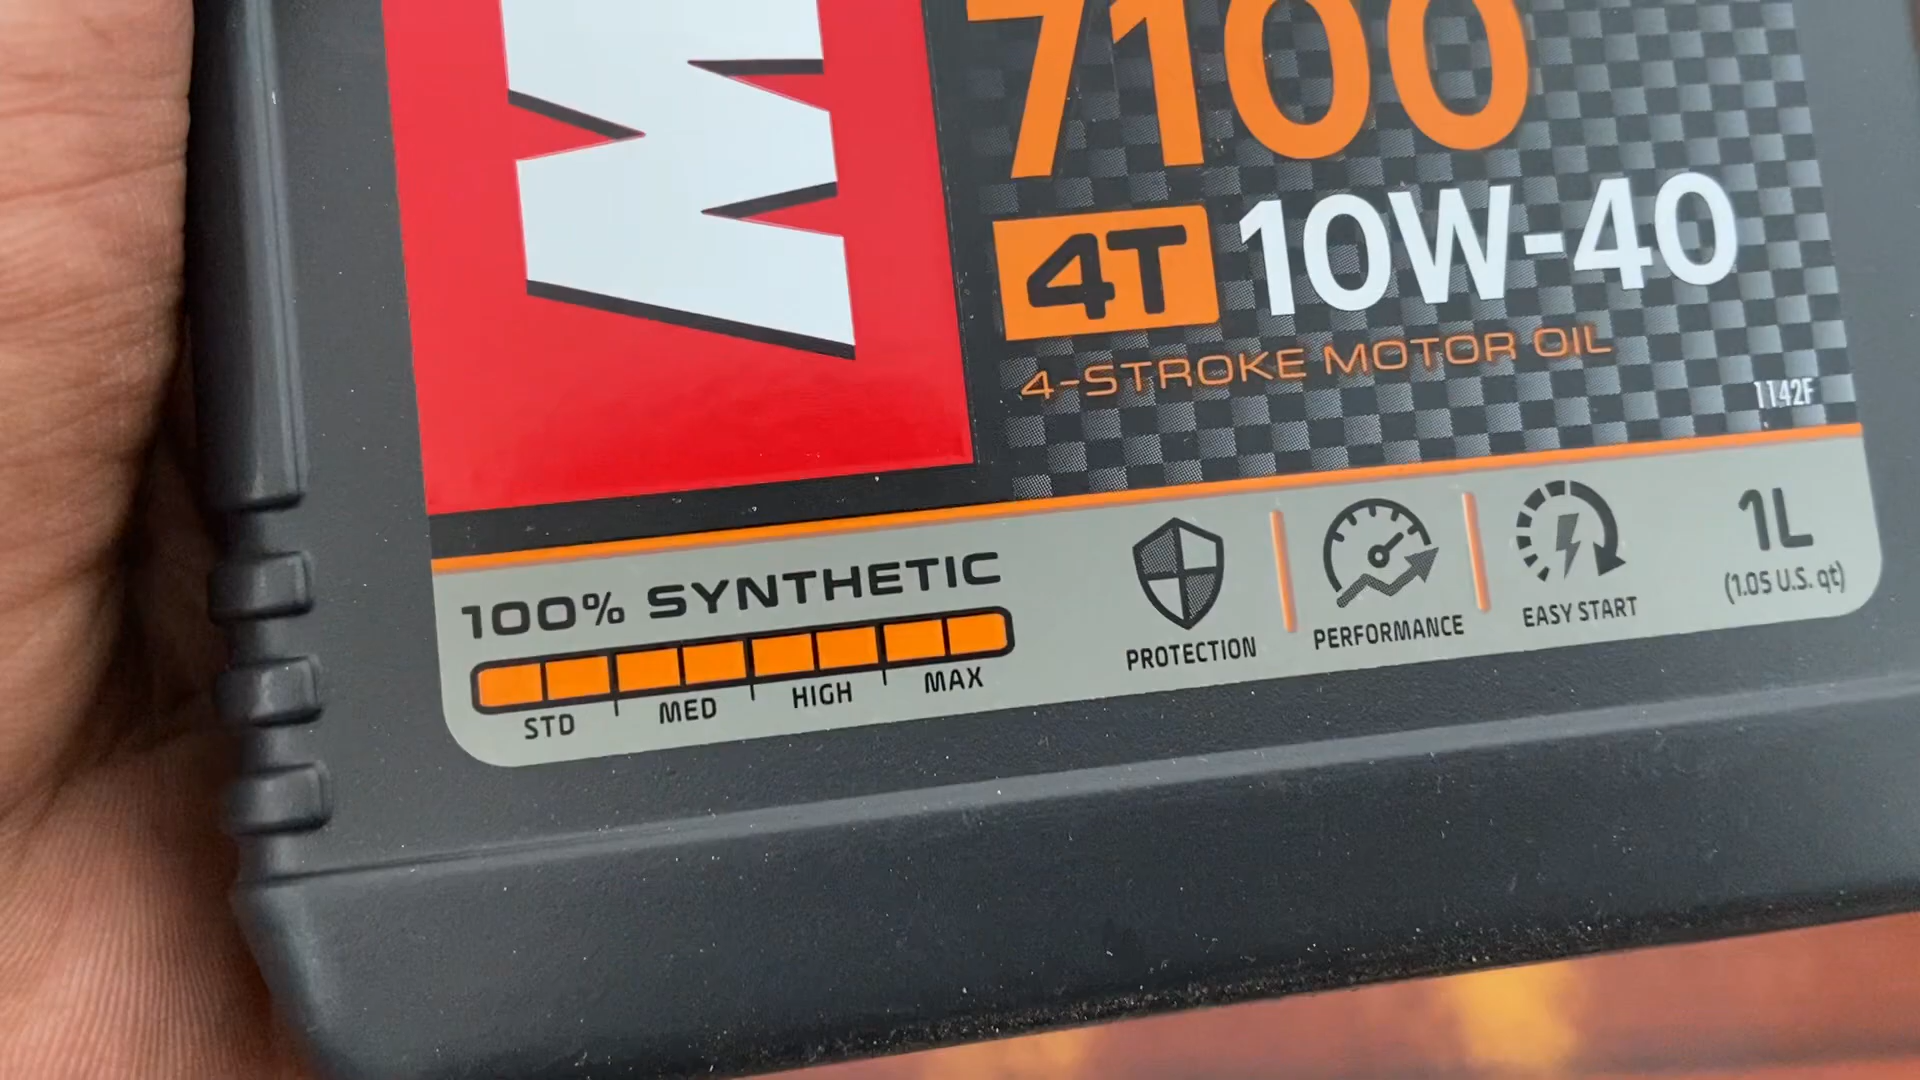 M
7100
4T 10W-40
4-STROKE MOTOR OIL
1142F
100% SYNTHETIC
STD MED HIGH MAX
PROTECTION
PERFORMANCE
EASY START
1L
(1.05 U.S. qt)